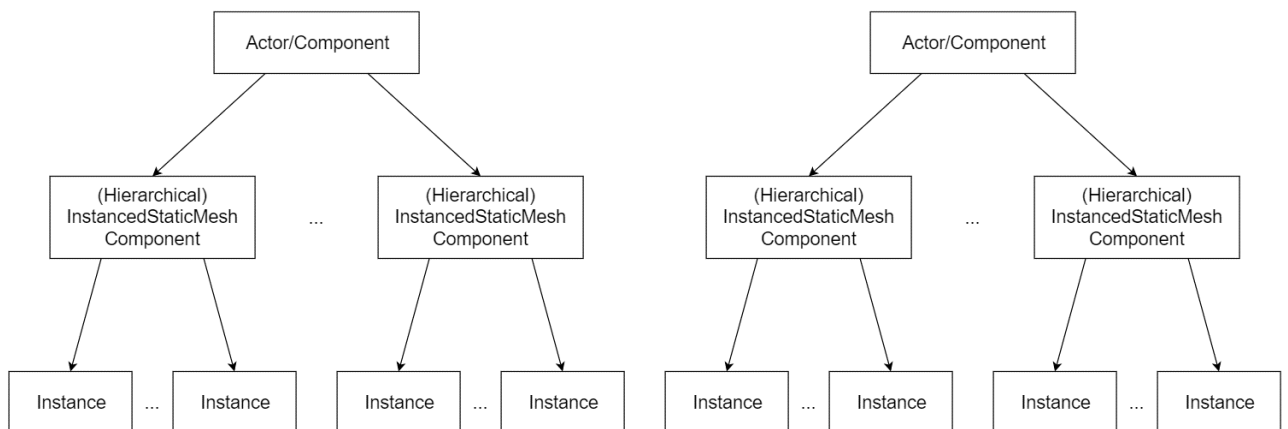 Actor/Component
Actor/Component
(Hierarchical)
InstancedStaticMesh
Component
...
(Hierarchical)
InstancedStaticMesh
Component
(Hierarchical)
InstancedStaticMesh
Component
...
(Hierarchical)
InstancedStaticMesh
Component
Instance
...
Instance
Instance
...
Instance
Instance
...
Instance
Instance
...
Instance